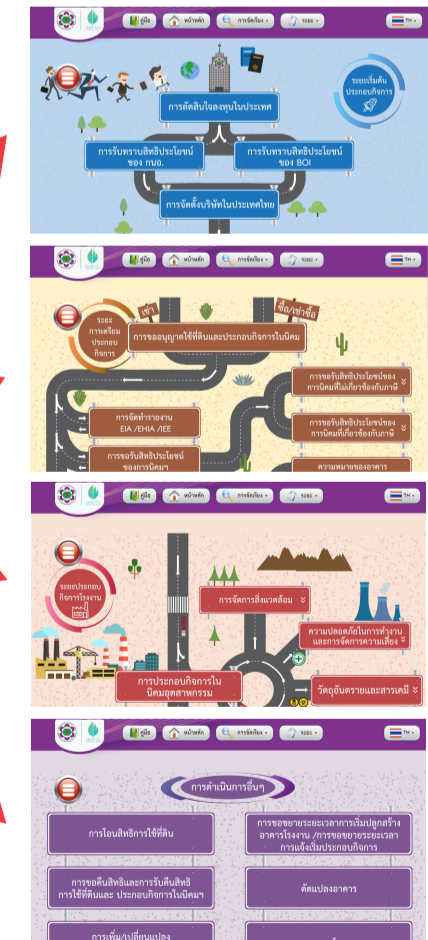 คู่มือ
หน้าหลัก
การจัดเรียง
ระยะ
TH
ระยะเริ่มต้น
ประกอบกิจการ
การตัดสินใจลงทุนในประเทศ
การรับทราบสิทธิประโยชน์
ของ กนอ.
การรับทราบสิทธิประโยชน์
ของ BOI
การจัดตั้งบริษัทในประเทศไทย
คู่มือ
หน้าหลัก
การจัดเรียง
ระยะ
TH
ระยะ
การเตรียม
ประกอบ
กิจการ
เช่า
ซื้อ/เช่าซื้อ
การขออนุญาตใช้ที่ดินและประกอบกิจการในนิคม
การขอรับสิทธิประโยชน์ของ
การนิคมที่ไม่เกี่ยวข้องกับภาษี
การจัดทำรายงาน
EIA /EHIA /IEE
การขอรับสิทธิประโยชน์ของ
การนิคมที่เกี่ยวข้องกับภาษี
การขอรับสิทธิประโยชน์
ของการนิคมฯ
ความหมายของอาคาร
คู่มือ
หน้าหลัก
การจัดเรียง
ระยะ
TH
ระยะประกอบ
กิจการโรงงาน
การจัดการสิ่งแวดล้อม
ความปลอดภัยในการทำงาน
และการจัดการความเสี่ยง
การประกอบกิจการใน
นิคมอุตสาหกรรม
วัตถุอันตรายและสารเคมี
คู่มือ
หน้าหลัก
การจัดเรียง
ระยะ
TH
การดำเนินการอื่นๆ
การโอนสิทธิการใช้ที่ดิน
การขอขยายระยะเวลาการเริ่มปลูกสร้าง
อาคารโรงงาน /การขอขยายระยะเวลา
การแจ้งเริ่มประกอบกิจการ
การขอคืนสิทธิและการรับคืนสิทธิ
การใช้ที่ดินและ ประกอบกิจการในนิคมฯ
ดัดแปลงอาคาร
การเพิ่ม/เปลี่ยนแปลง